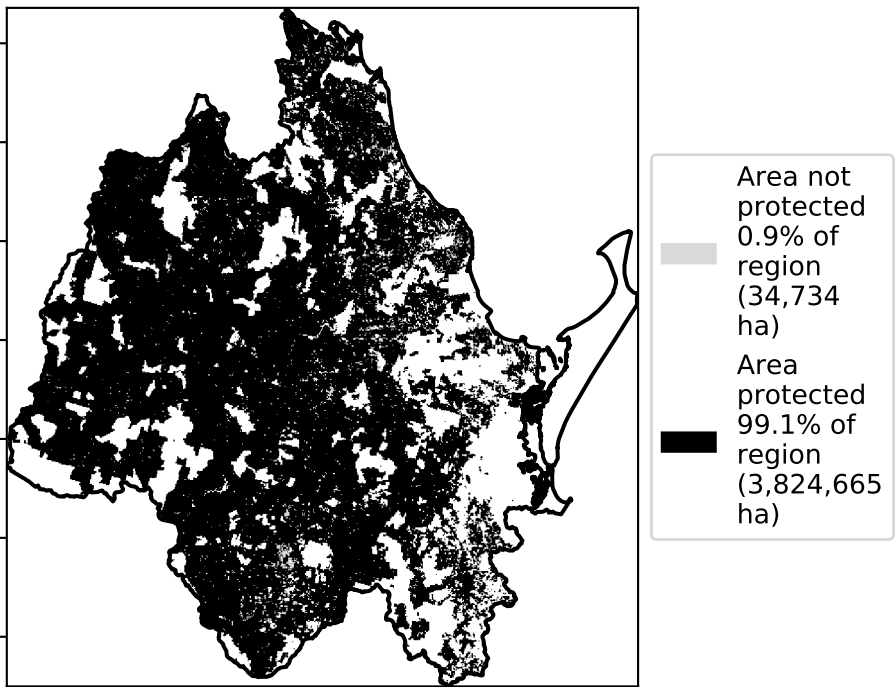 Area not
protected
0.9% of
region
(34,734
ha)
Area
protected
99.1% of
region
(3,824,665
ha)